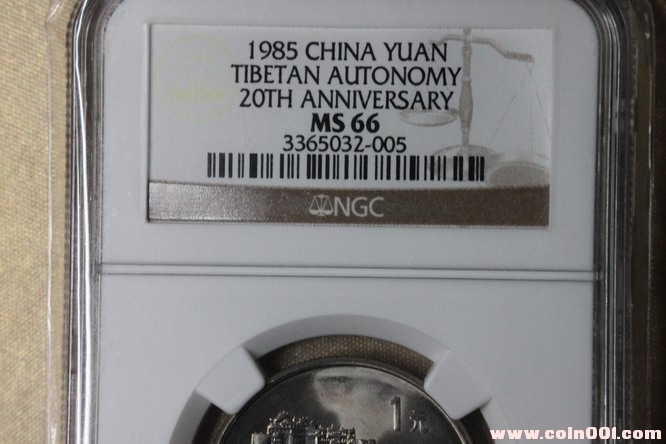 1985 CHINA YUAN
TIBETAN AUTONOMY
20TH ANNIVERSARY
MS 66
3365032-005
NGC
1元
www.coin001.com